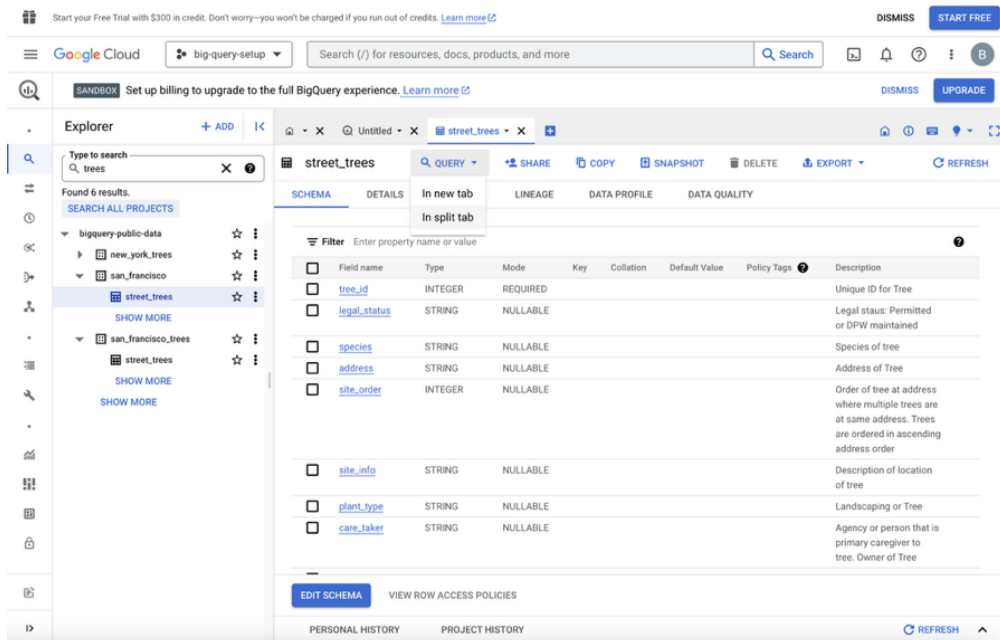 Start your Free Trial with $300 in credit. Don't worry—you won't be charged if you run out of credits. Learn more
DISMISS
START FREE
Google Cloud
big-query-setup
Search (/) for resources, docs, products, and more
Search
B
SANDBOX Set up billing to upgrade to the full BigQuery experience. Learn more
DISMISS
UPGRADE
Explorer
+ ADD
Type to search
trees
Found 6 results.
SEARCH ALL PROJECTS
bigquery-public-data
new_york_trees
san_francisco
street_trees
SHOW MORE
san_francisco_trees
street_trees
SHOW MORE
SHOW MORE
Untitled
street_trees
street_trees
QUERY
SHARE
COPY
SNAPSHOT
DELETE
EXPORT
REFRESH
In new tab
In split tab
SCHEMA
DETAILS
LINEAGE
DATA PROFILE
DATA QUALITY
Filter Enter property name or value
Field name Type Mode Key Collation Default Value Policy Tags Description
tree_id INTEGER REQUIRED Unique ID for Tree
legal_status STRING NULLABLE Legal staus: Permitted
or DPW maintained
species STRING NULLABLE Species of tree
address STRING NULLABLE Address of Tree
site_order INTEGER NULLABLE Order of tree at address
where multiple trees are
at same address. Trees
are ordered in ascending
address order
site_info STRING NULLABLE Description of location
of tree
plant_type STRING NULLABLE Landscaping or Tree
care_taker STRING NULLABLE Agency or person that is
primary caregiver to
tree. Owner of Tree
EDIT SCHEMA
VIEW ROW ACCESS POLICIES
PERSONAL HISTORY
PROJECT HISTORY
REFRESH